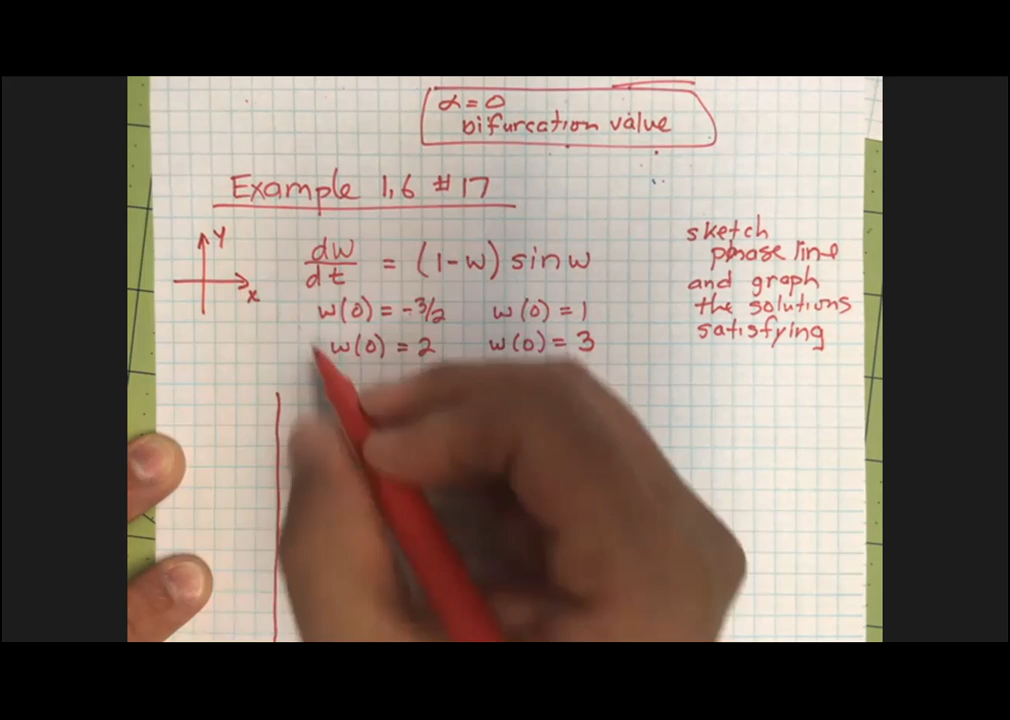 α = 0
bifurcation value
Example 1,6 #17
y
x
dw/dt = (1-w) sin w
w(0) = -3/2 w(0) = 1
w(0) = 2 w(0) = 3
sketch
phase line
and graph
the solutions
satisfying